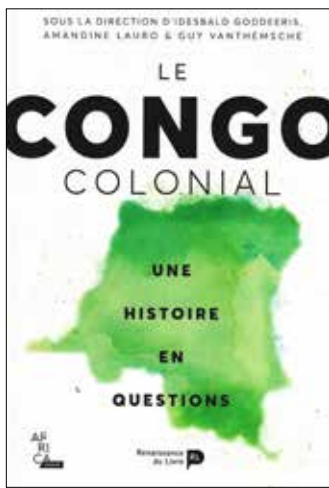 SOUS LA DIRECTION D'IDESBALD GODDEERIS,
AMANDINE LAURO & GUY VANTHEMSCHE
LE
CONGO
COLONIAL
UNE
HISTOIRE
EN
QUESTIONS
AF
RI
CA
Renaissance
du Livre